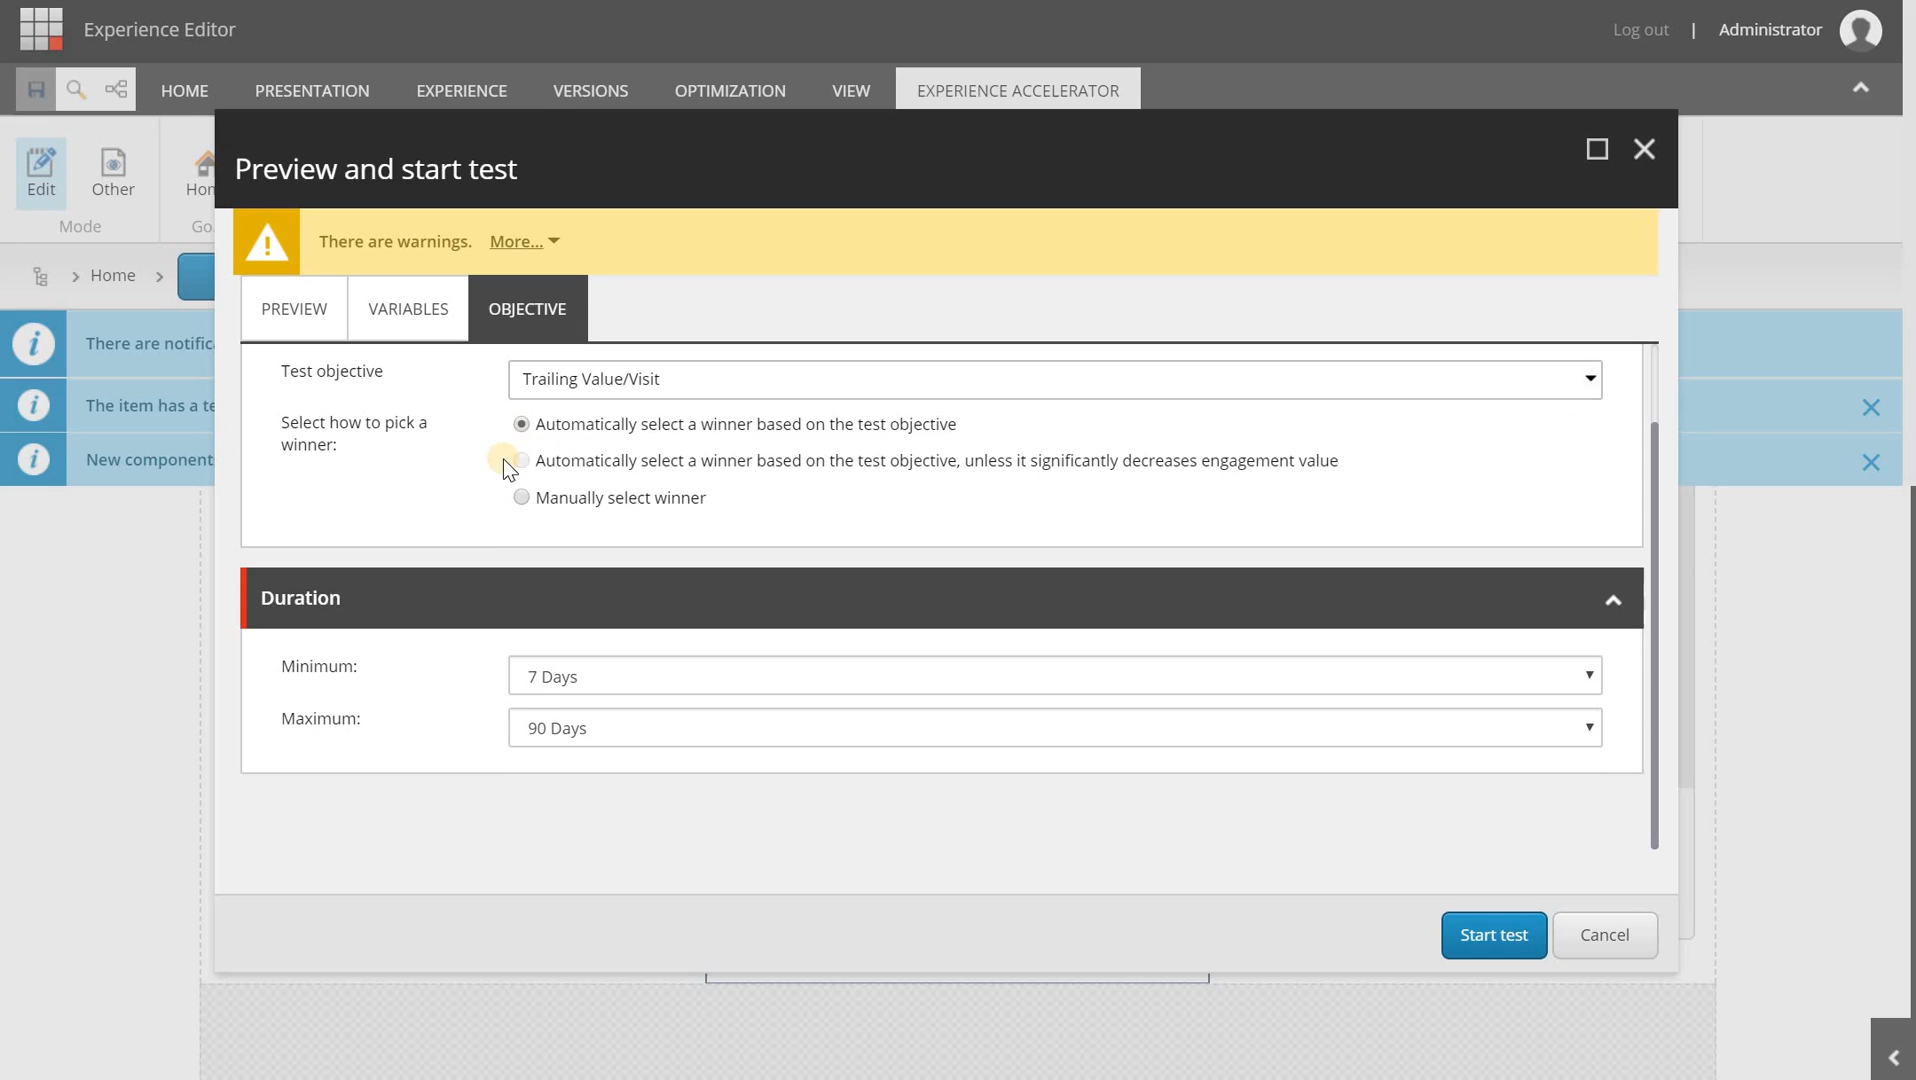 Experience Editor
Log out | Administrator
HOME PRESENTATION EXPERIENCE VERSIONS OPTIMIZATION VIEW EXPERIENCE ACCELERATOR
Preview and start test
Edit Other
Mode
There are warnings. More...
Home
PREVIEW VARIABLES OBJECTIVE
There are
The item has a
New component
Test objective Trailing Value/Visit
Select how to pick a
winner:
Automatically select a winner based on the test objective
Automatically select a winner based on the test objective, unless it significantly decreases engagement value
Manually select winner
Duration
Minimum: 7 Days
Maximum: 90 Days
Start test Cancel